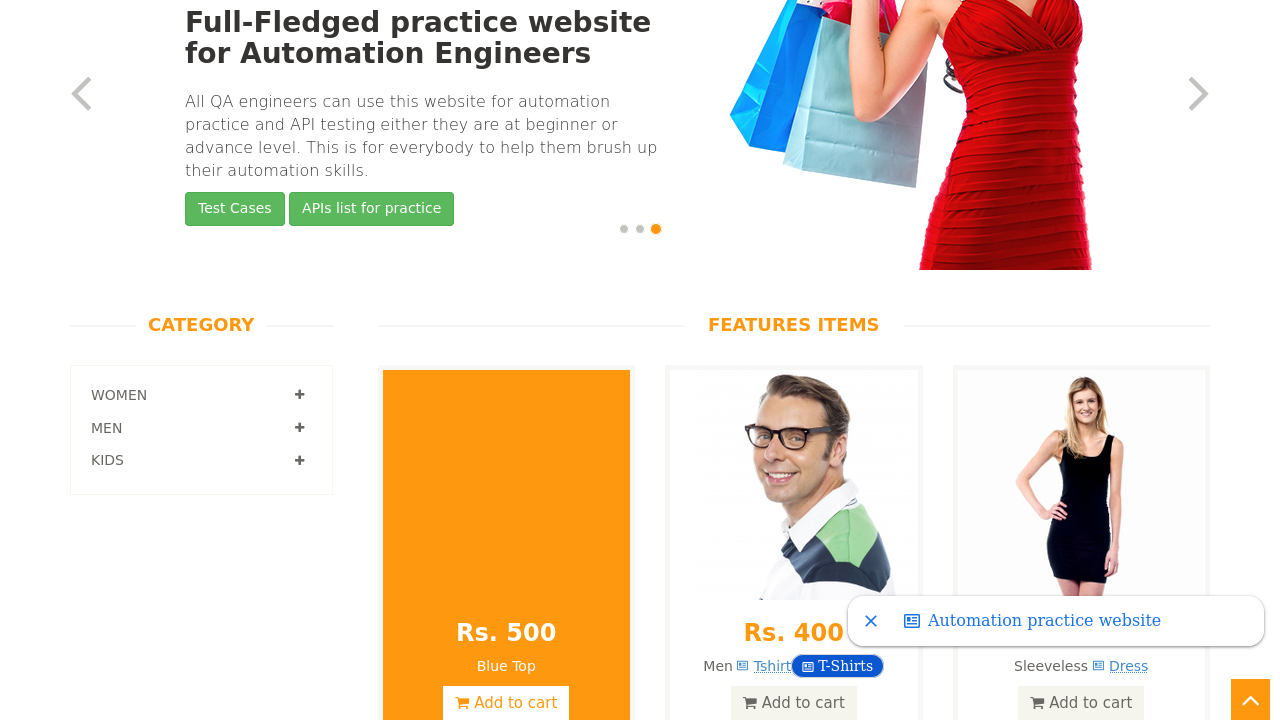 Full-Fledged practice website
for Automation Engineers
All QA engineers can use this website for automation
practice and API testing either they are at beginner or
advance level. This is for everybody to help them brush up
their automation skills.
Test Cases
APIs list for practice
CATEGORY
WOMEN
MEN
KIDS
FEATURES ITEMS
Rs. 500
Blue Top
Add to cart
Rs. 400
Men Tshirt
T-Shirts
Add to cart
Sleeveless Dress
Add to cart
Automation practice website